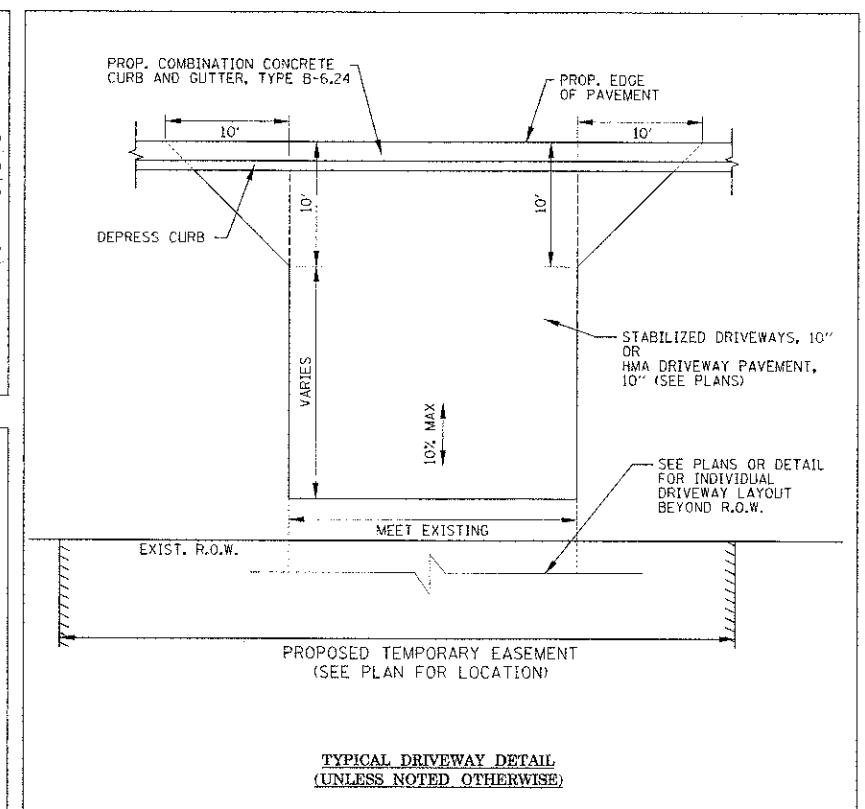 PROP. COMBINATION CONCRETE
CURB AND GUTTER, TYPE B-6.24
PROP. EDGE
OF PAVEMENT
10'
10'
10'
10'
DEPRESS CURB
STABILIZED DRIVEWAYS, 10"
OR
HMA DRIVEWAY PAVEMENT,
10" (SEE PLANS)
VARIES
10% MAX
SEE PLANS OR DETAIL
FOR INDIVIDUAL
DRIVEWAY LAYOUT
BEYOND R.O.W.
MEET EXISTING
EXIST. R.O.W.
PROPOSED TEMPORARY EASEMENT
(SEE PLAN FOR LOCATION)
TYPICAL DRIVEWAY DETAIL
(UNLESS NOTED OTHERWISE)